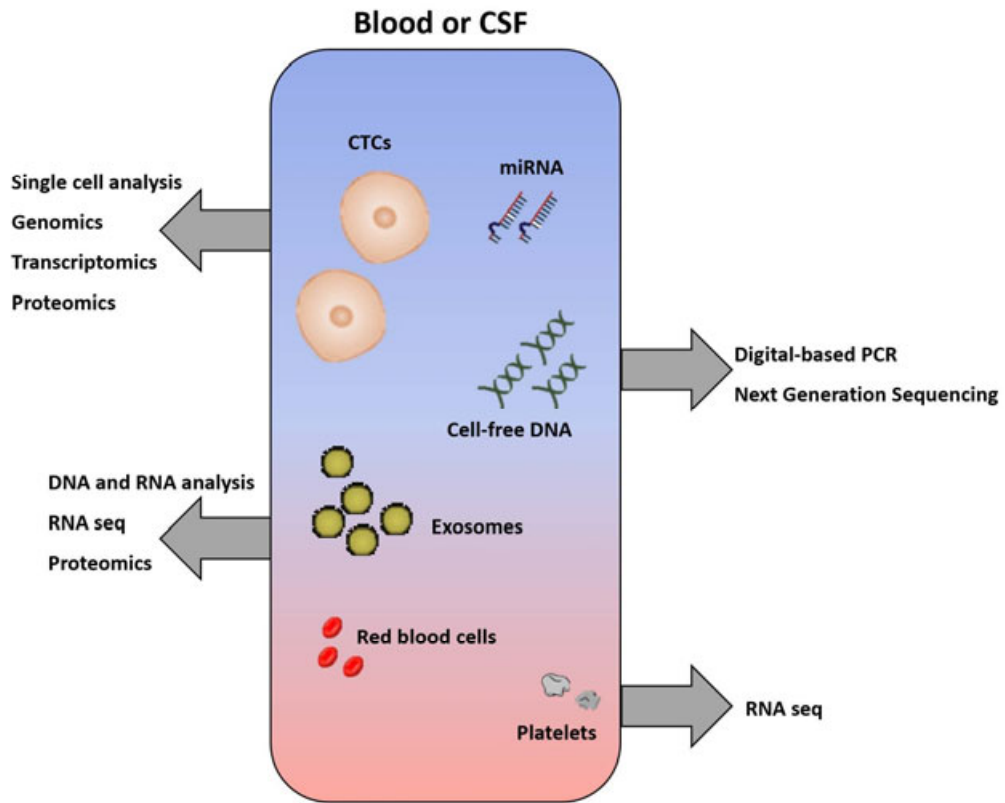 Blood or CSF
CTCs
miRNA
Single cell analysis
Genomics
Transcriptomics
Proteomics
Digital-based PCR
Next Generation Sequencing
Cell-free DNA
DNA and RNA analysis
RNA seq
Proteomics
Exosomes
Red blood cells
Platelets
RNA seq